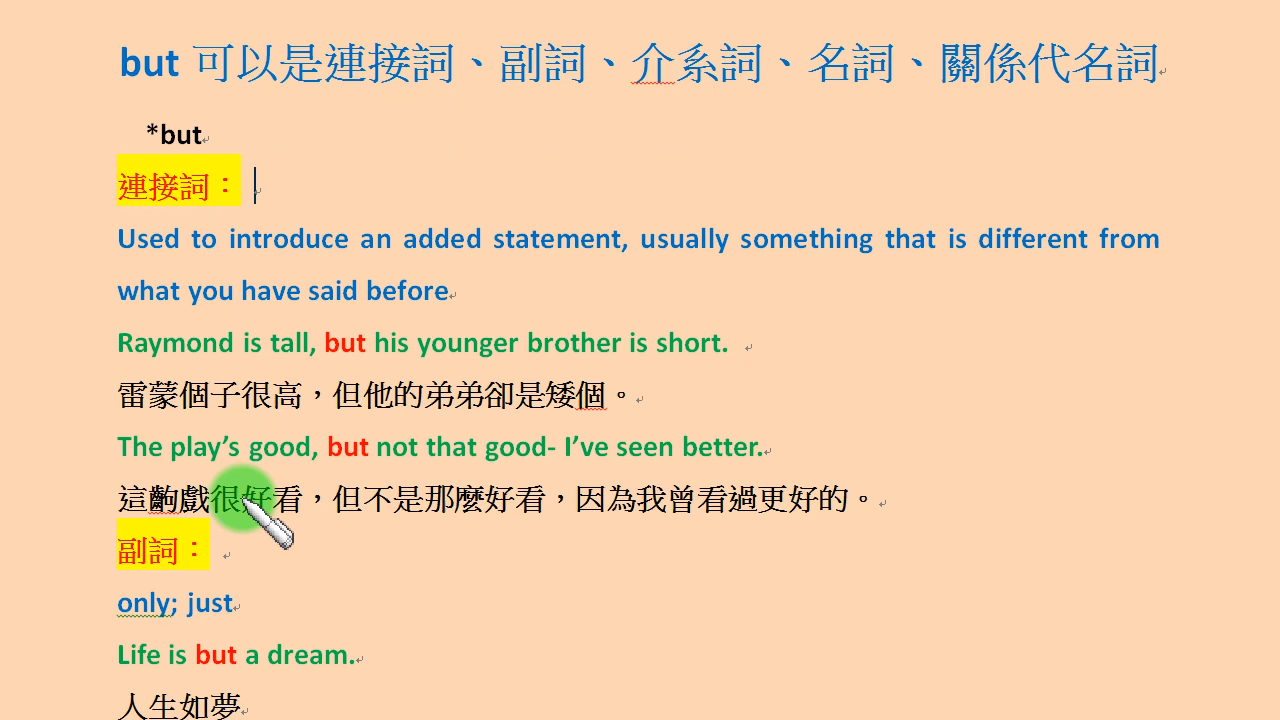 but 可以是連接詞、副詞、介系詞、名詞、關係代名詞
*but
連接詞：
Used to introduce an added statement, usually something that is different from
what you have said before
Raymond is tall, but his younger brother is short.
雷蒙個子很高，但他的弟弟卻是矮個。
The play’s good, but not that good- I’ve seen better.
這齣戲很好看，但不是那麼好看，因為我曾看過更好的。
副詞：
only; just
Life is but a dream.
人生如夢